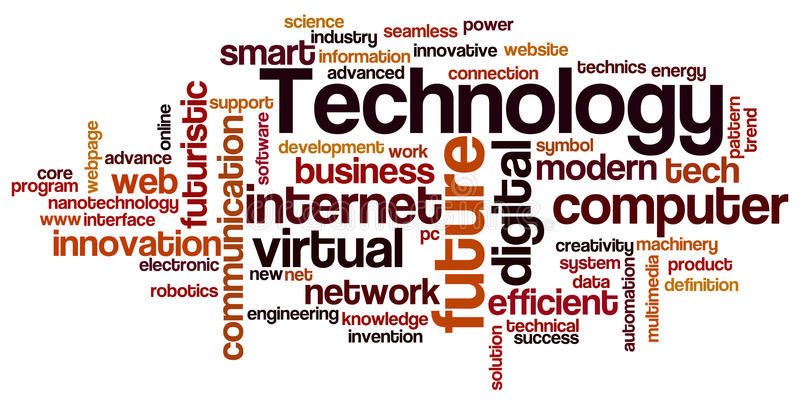 science
power
industry
seamless
smart
information
innovative
website
advanced
connection
technics
energy
Technology
pattern
trend
futuristic
support
online
webpage
communication
software
development
work
future
digital
symbol
core
advance
business
modern
tech
program
web
nanotechnology
internet
computer
www
interface
innovation
virtual
pc
creativity
machinery
electronic
new
net
system
product
automation
multimedia
robotics
network
efficient
data
definition
engineering
knowledge
technical
invention
success
solution
dreamstime